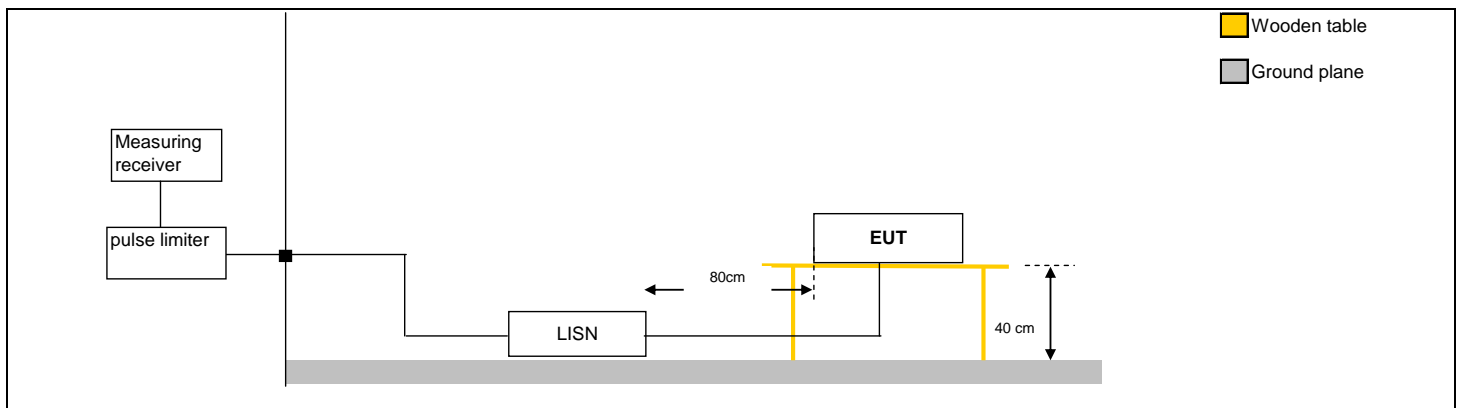 Wooden table
Ground plane
Measuring
receiver
pulse limiter
EUT
80cm
LISN
40 cm